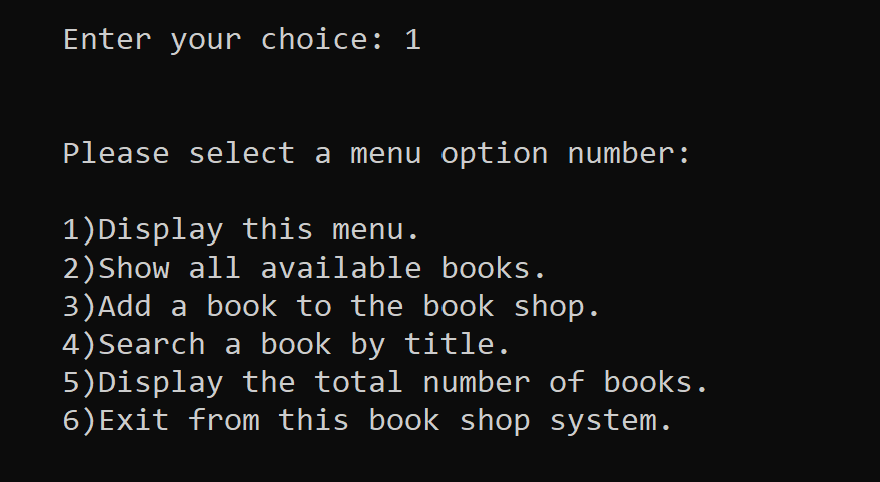 Enter your choice: 1
Please select a menu option number:
1)Display this menu.
2)Show all available books.
3)Add a book to the book shop.
4)Search a book by title.
5)Display the total number of books.
6)Exit from this book shop system.